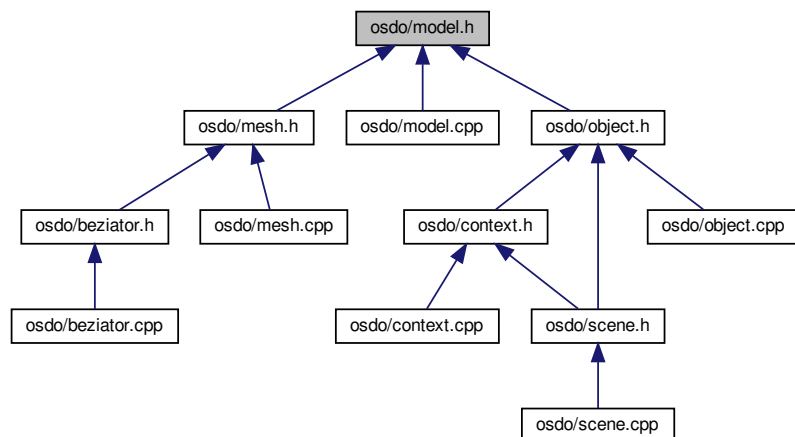 osdo/model.h
osdo/mesh.h
osdo/model.cpp
osdo/object.h
osdo/beziator.h
osdo/mesh.cpp
osdo/context.h
osdo/object.cpp
osdo/beziator.cpp
osdo/context.cpp
osdo/scene.h
osdo/scene.cpp